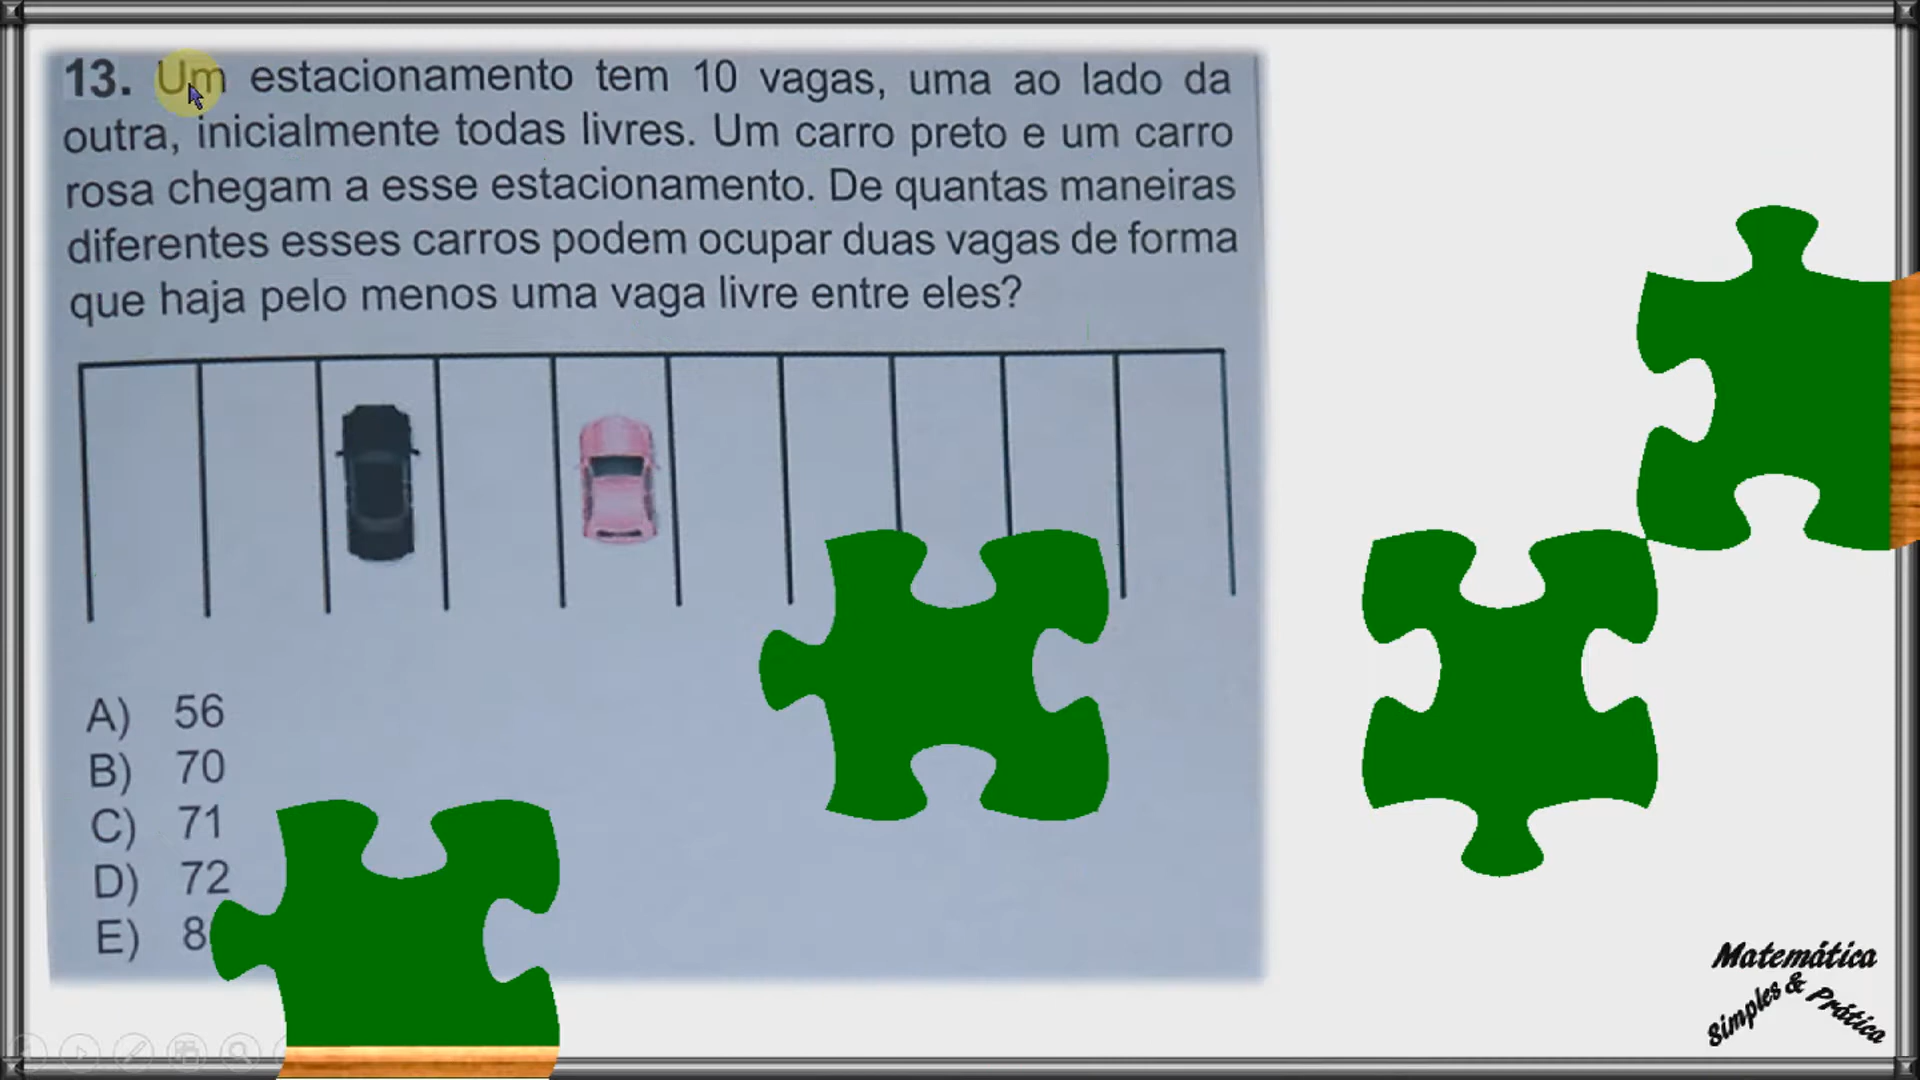 13. Um estacionamento tem 10 vagas, uma ao lado da
outra, inicialmente todas livres. Um carro preto e um carro
rosa chegam a esse estacionamento. De quantas maneiras
diferentes esses carros podem ocupar duas vagas de forma
que haja pelo menos uma vaga livre entre eles?
A) 56
B) 70
C) 71
D) 72
E) 8
Matemática
Simples & Prática